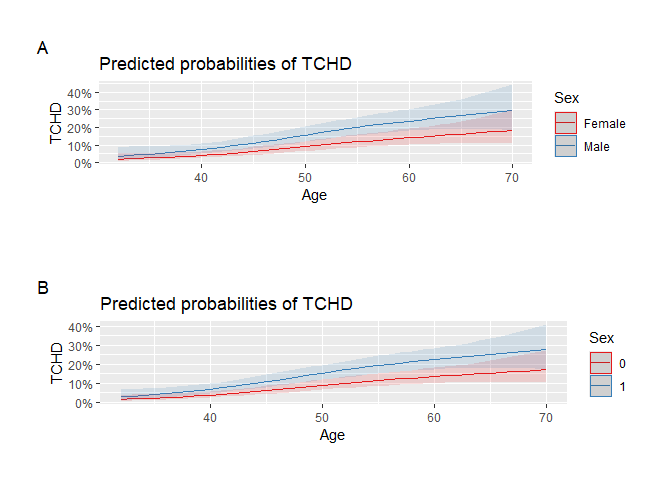 A
Predicted probabilities of TCHD
TCHD
40%
30%
20%
10%
0%
40
50
60
70
Age
Sex
Female
Male
B
Predicted probabilities of TCHD
TCHD
40%
30%
20%
10%
0%
40
50
60
70
Age
Sex
0
1